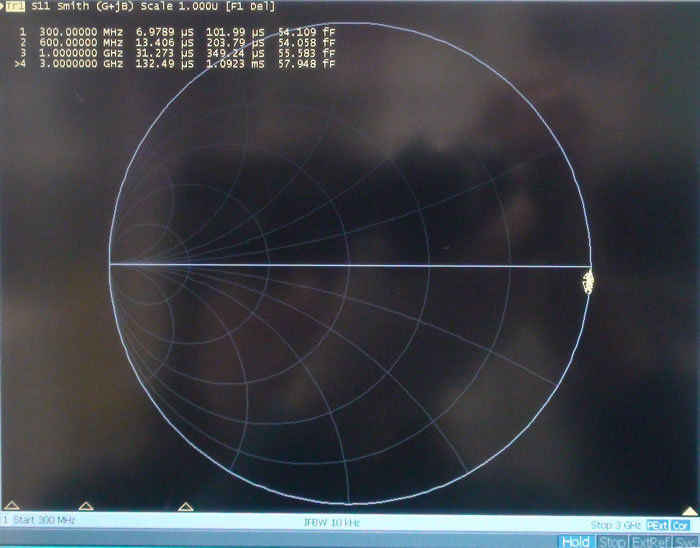 Tr1 S11 Smith (G+jB) Scale 1.000U [F1 Del]
1 300.00000 MHz 6.9789 µS 101.99 µS 54.109 fF
2 600.00000 MHz 13.406 µS 203.79 µS 54.058 fF
3 1.0000000 GHz 31.273 µS 349.24 µS 55.583 fF
>4 3.0000000 GHz 132.49 µS 1.0923 mS 57.948 fF
1 Start 300 MHz IFBW 10 kHz Stop 3 GHz PExt Cor
Hold Stop ExtRef Svc